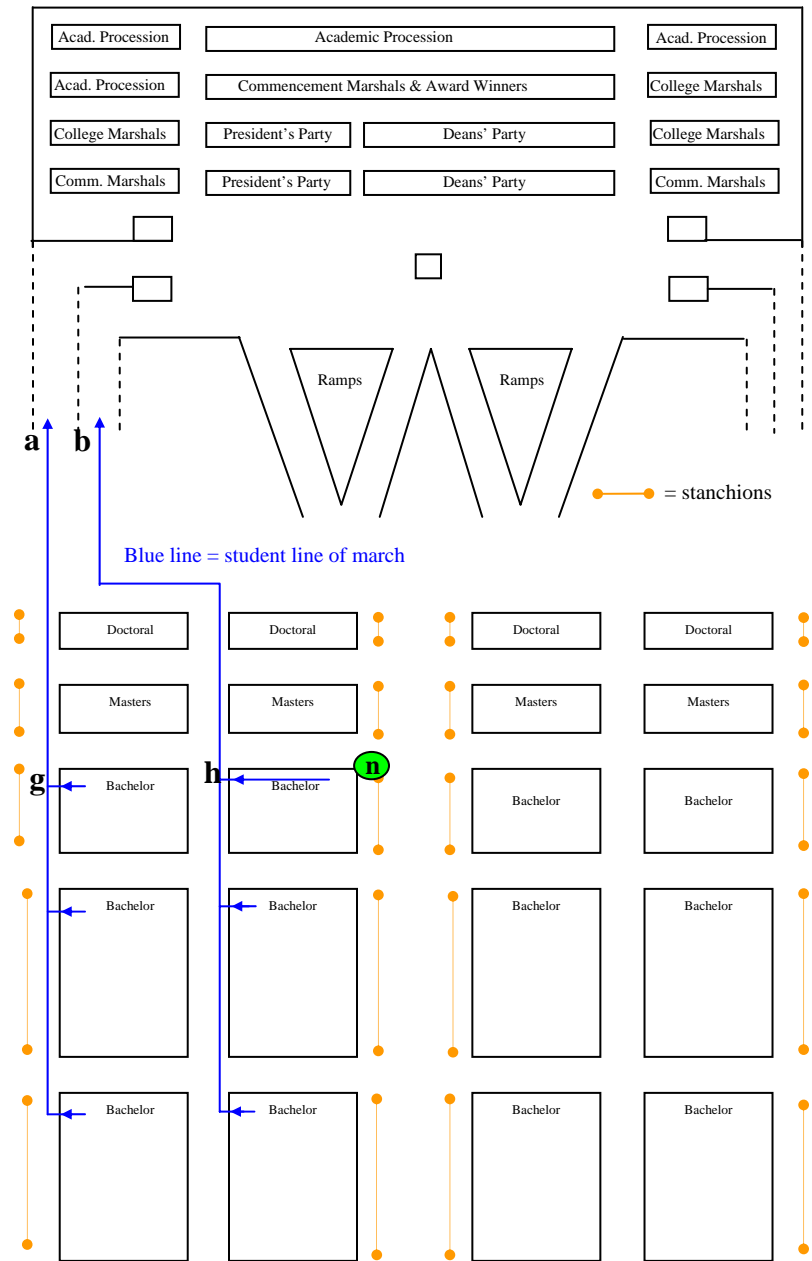 Acad. Procession Academic Procession Acad. Procession
Acad. Procession Commencement Marshals & Award Winners College Marshals
College Marshals President’s Party Deans’ Party College Marshals
Comm. Marshals President’s Party Deans’ Party Comm. Marshals
Ramps Ramps
a b
= stanchions
Blue line = student line of march
Doctoral Doctoral Doctoral Doctoral
Masters Masters Masters Masters
n
g Bachelor h Bachelor Bachelor Bachelor
Bachelor Bachelor Bachelor Bachelor
Bachelor Bachelor Bachelor Bachelor